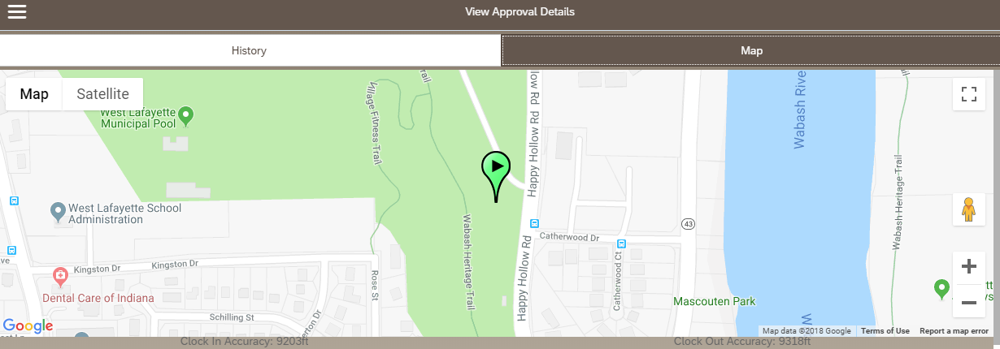 View Approval Details
History
Map
Map
Satellite
West Lafayette
Municipal Pool
Village Fitness Trail
Trail
Happy Hollow Rd
Wabash
Wabash Heritage Trail
West Lafayette School
Administration
Wabash Heritage Trail
43
Catherwood Dr
Kingston Dr
Kingston Dr
Happy Hollow Rd
Catherwood Ct
Rose St
Dental Care of Indiana
Mascouten Park
Schilling St
Google
Map data ©2018 Google
Terms of Use
Report a map error
Clock In Accuracy: 9203ft
Clock Out Accuracy: 9318ft